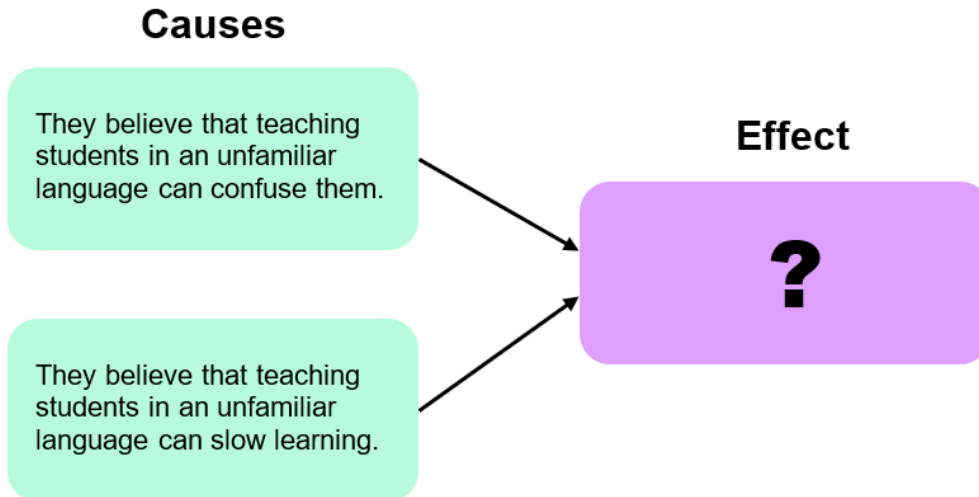 Causes
They believe that teaching
students in an unfamiliar
language can confuse them.
Effect
?
They believe that teaching
students in an unfamiliar
language can slow learning.